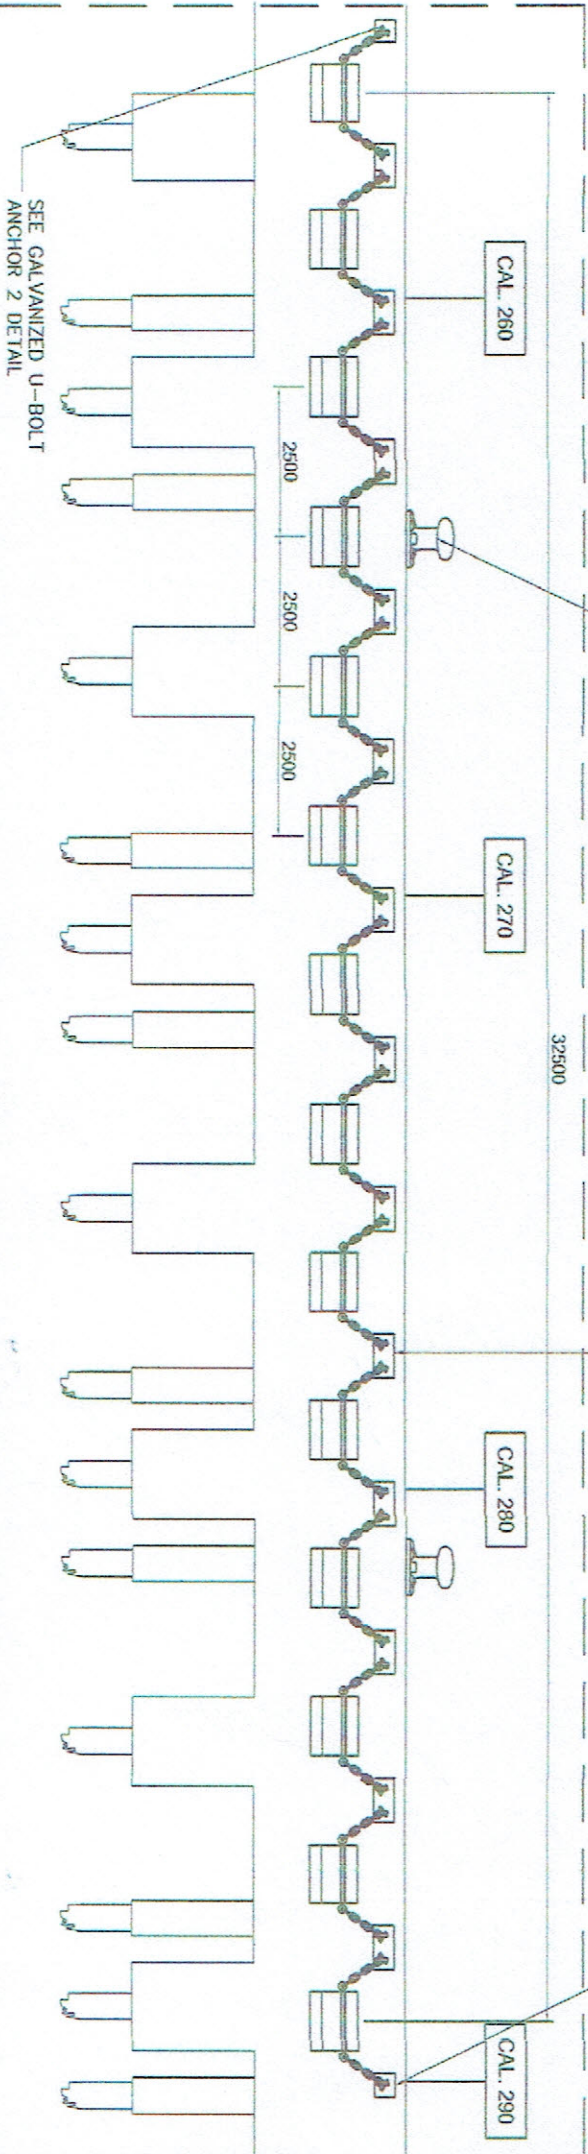 CAL. 260
CAL. 270
CAL. 280
CAL. 290
32500
2500
2500
2500
SEE GALVANIZED U-BOLT
ANCHOR 2 DETAIL